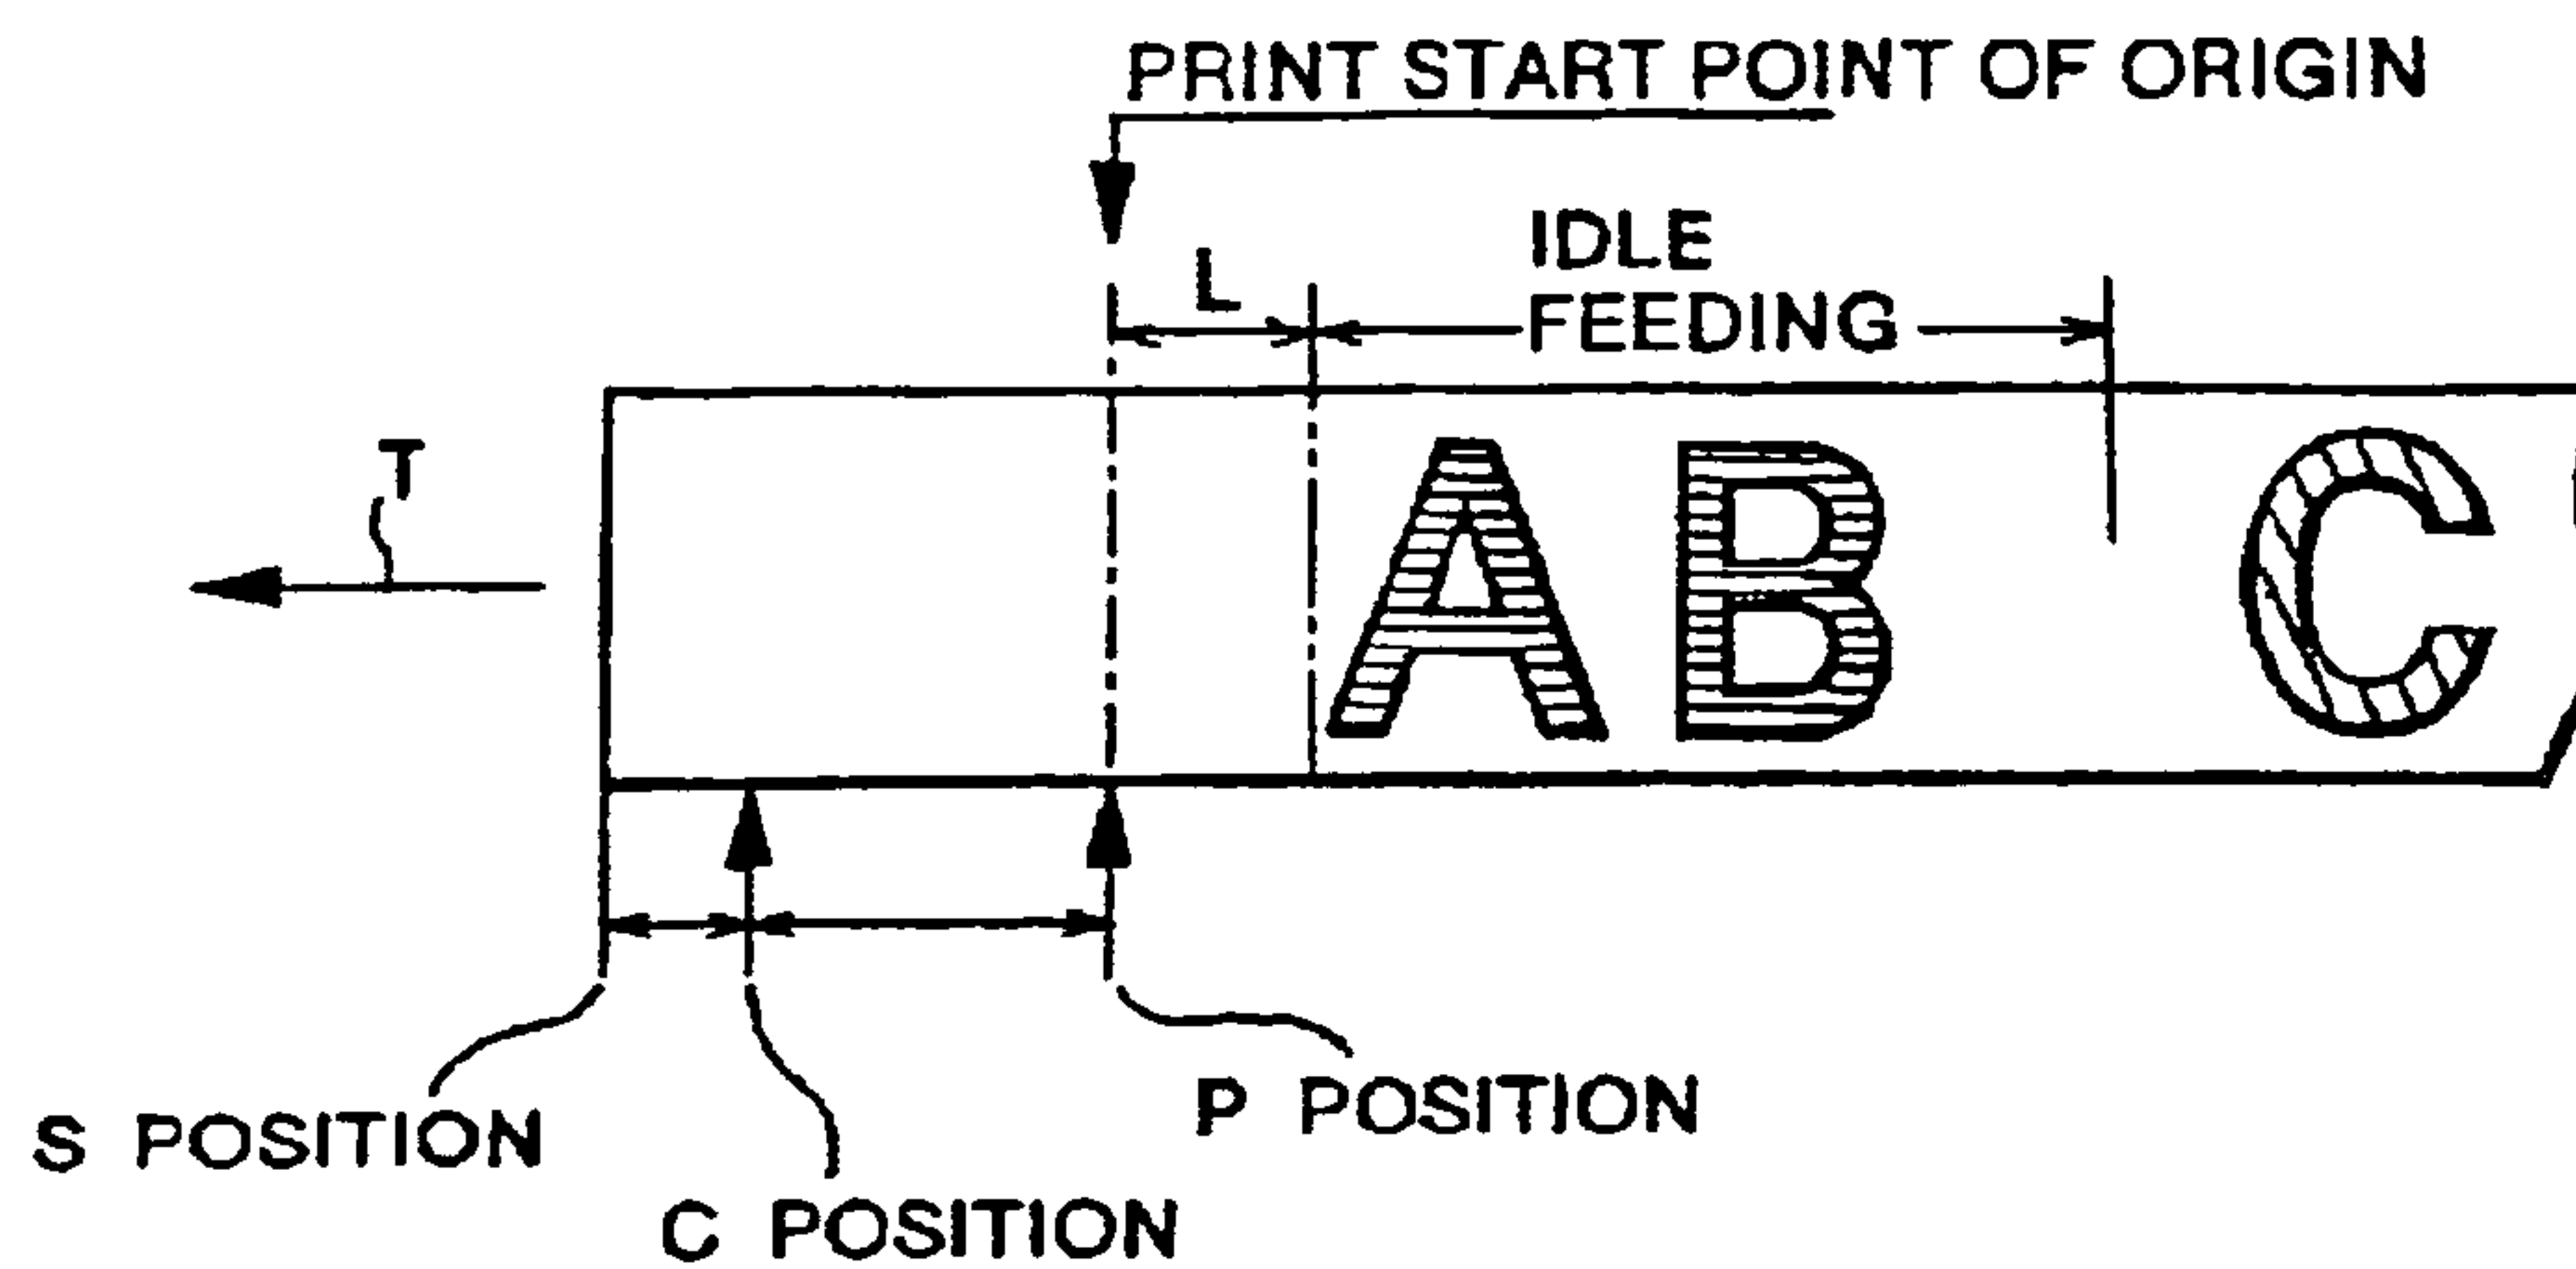 PRINT START POINT OF ORIGIN
L
IDLE
FEEDING
T
AB C
S POSITION
C POSITION
P POSITION